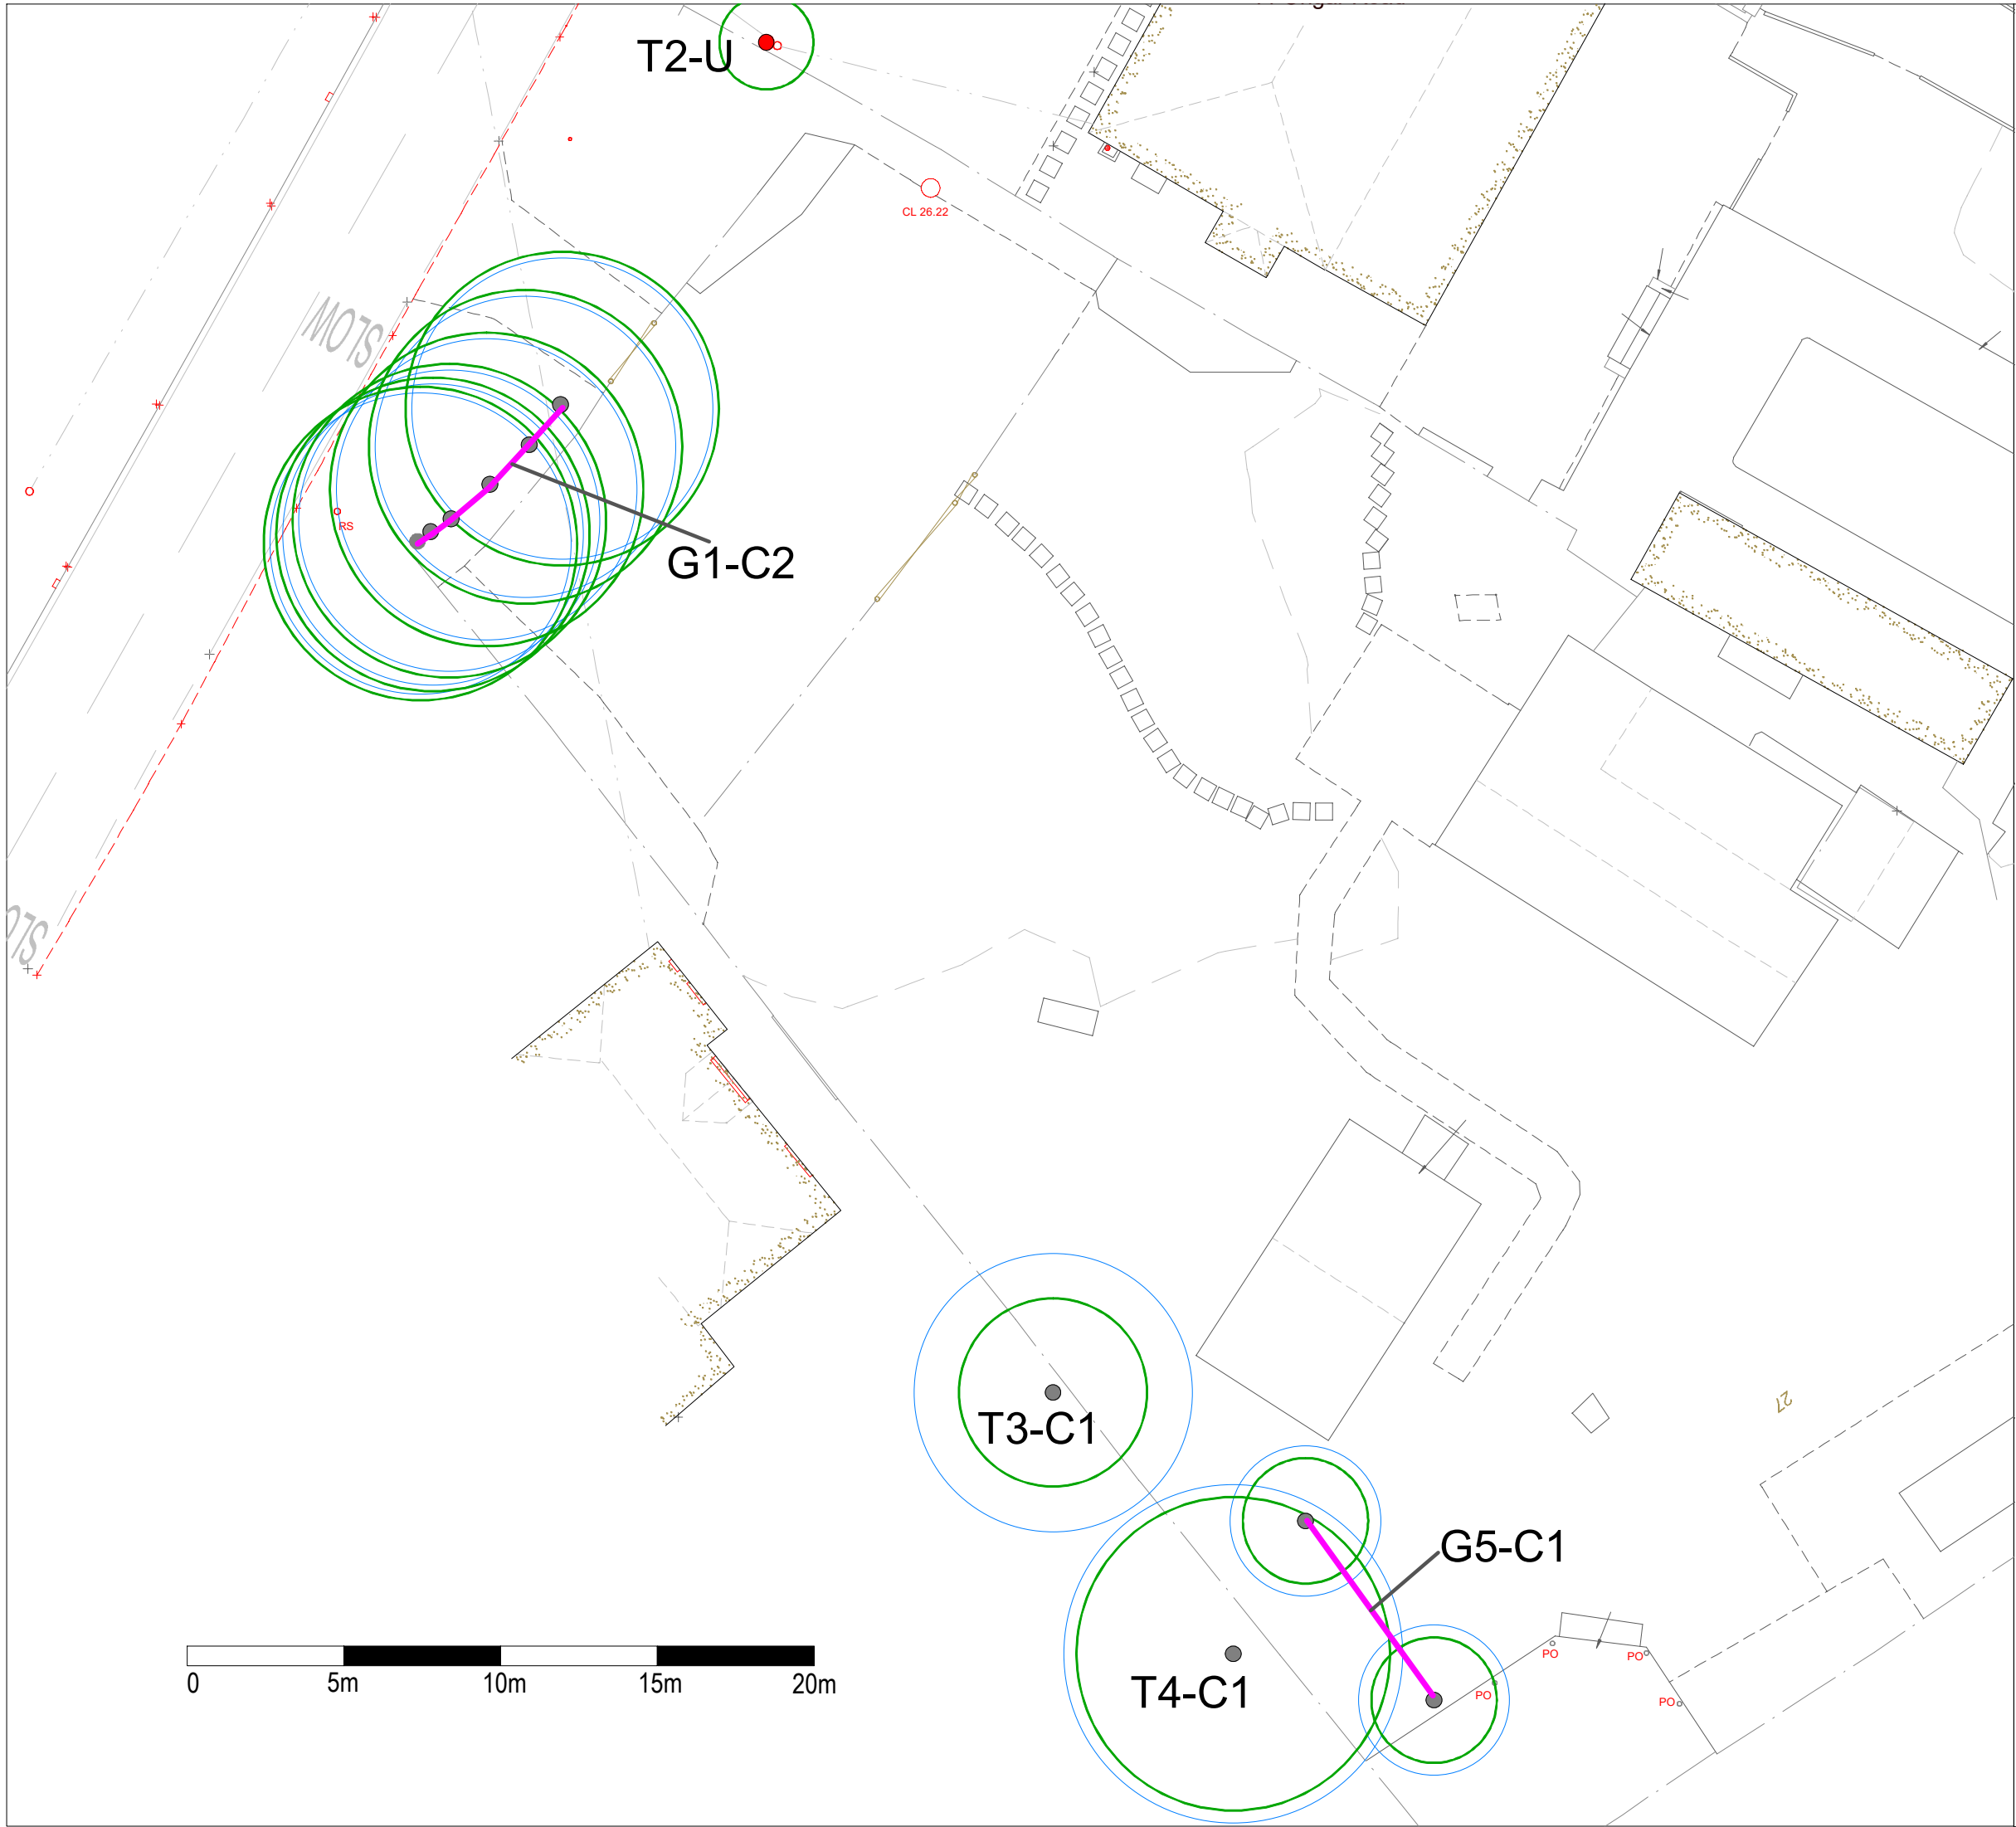 T2-U
CL 26.22
SLOW
RS
G1-C2
SLO
T3-C1
27
G5-C1
T4-C1
PO
PO
PO
PO
0 5m 10m 15m 20m